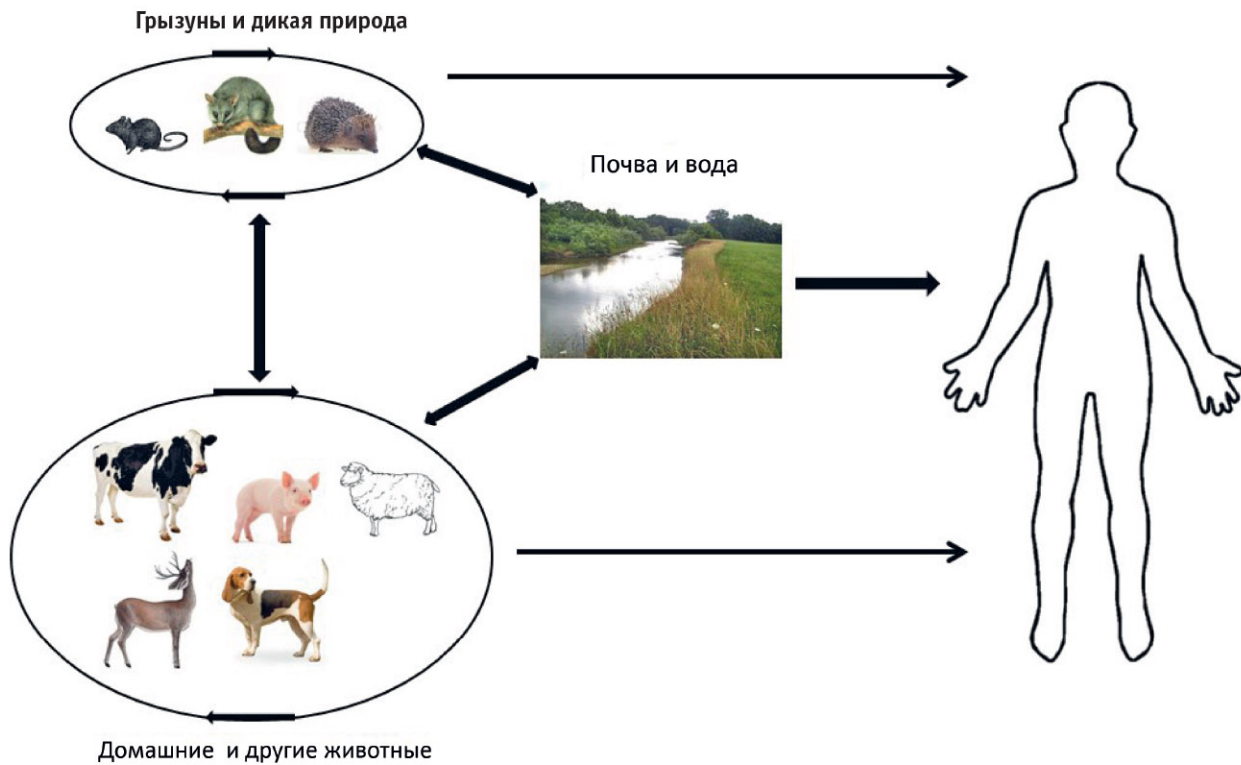 Грызуны и дикая природа
Почва и вода
Домашние и другие животные